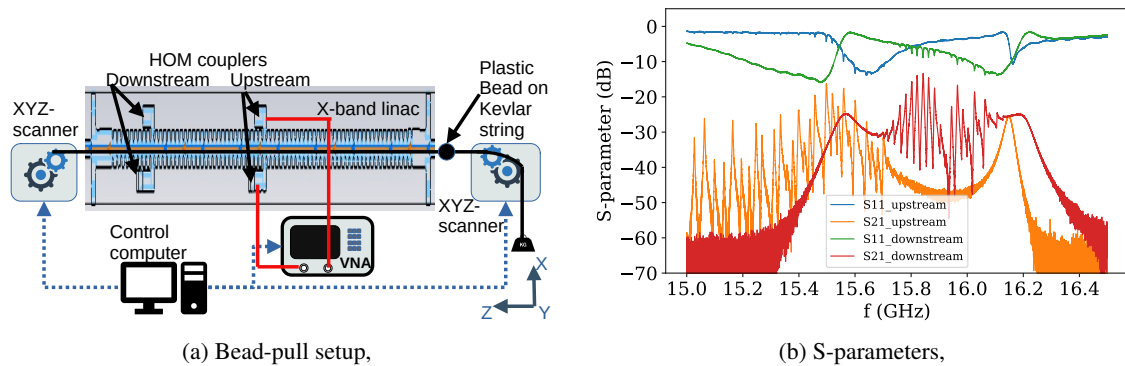 HOM couplers
Downstream
Upstream
X-band linac
Plastic
Bead on
Kevlar
string
XYZ-
scanner
XYZ-
scanner
Control
computer
VNA
KG
X
Z
Y
(a) Bead-pull setup,
S-parameter (dB)
0
−10
−20
−30
−40
−50
−60
−70
S11_upstream
S21_upstream
S11_downstream
S21_downstream
15.0 15.2 15.4 15.6 15.8 16.0 16.2 16.4
f (GHz)
(b) S-parameters,